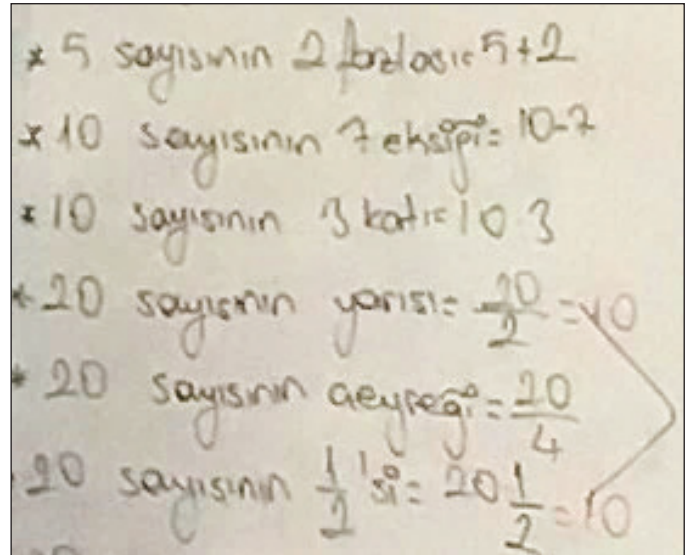 * 5 sayısının 2 fazlası= 5+2
* 10 sayısının 7 eksiği= 10-7
* 10 sayısının 3 katı= 10 3
* 20 sayısının yarısı= 20/2 = 10
* 20 sayısının çeyreği= 20/4
20 sayısının 1/2'si= 20 1/2 = 10